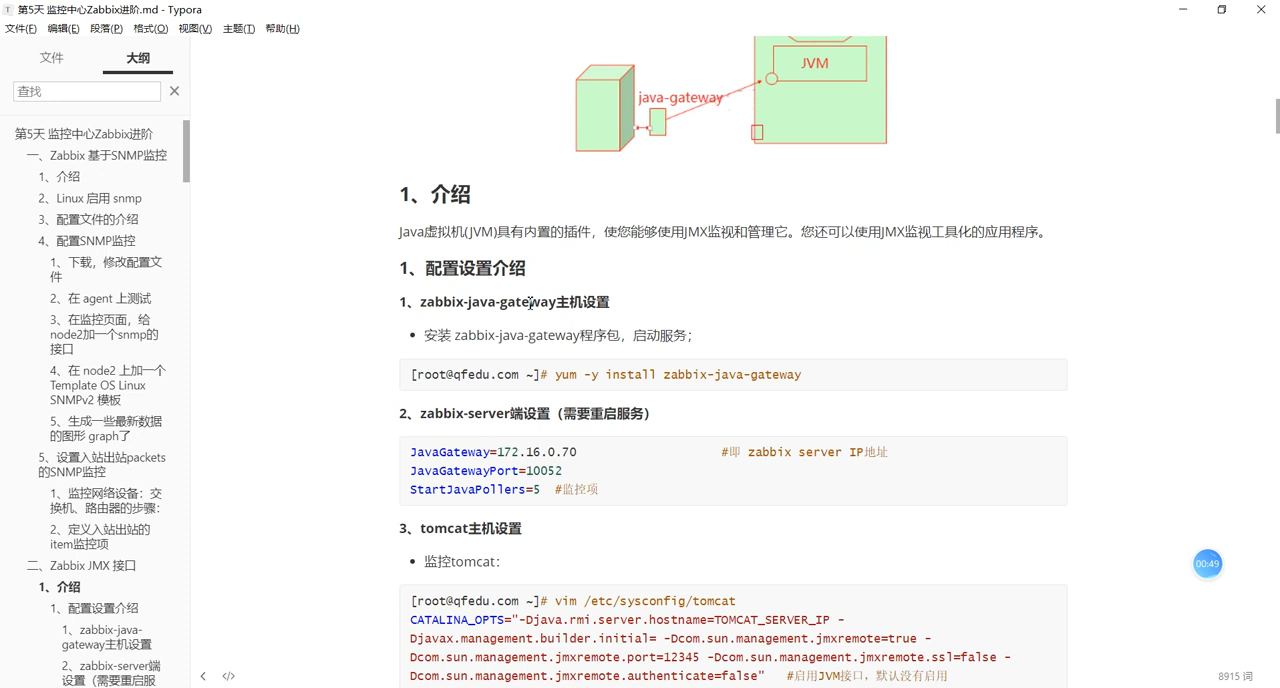 第5天 监控中心Zabbix进阶.md - Typora
文件(F) 编辑(E) 段落(P) 格式(O) 视图(V) 主题(T) 帮助(H)
文件 大纲
查找
第5天 监控中心Zabbix进阶
一、Zabbix 基于SNMP监控
1、介绍
2、Linux 启用 snmp
3、配置文件的介绍
4、配置SNMP监控
1、下载，修改配置文
件
2、在 agent 上测试
3、在监控页面，给
node2加一个snmp的
接口
4、在 node2 上加一个
Template OS Linux
SNMPv2 模板
5、生成一些最新数据
的图形 graph了
5、设置入站出站packets
的SNMP监控
1、监控网络设备：交
换机、路由器的步骤：
2、定义入站出站的
item监控项
二、Zabbix JMX 接口
1、介绍
1、配置设置介绍
1、zabbix-java-
gateway主机设置
2、zabbix-server端
设置（需要重启服
JVM
java-gateway
1、介绍
Java虚拟机(JVM)具有内置的插件，使您能够使用JMX监视和管理它。您还可以使用JMX监视工具化的应用程序。
1、配置设置介绍
1、zabbix-java-gateway主机设置
• 安装 zabbix-java-gateway程序包，启动服务；
[root@qfedu.com ~]# yum -y install zabbix-java-gateway
2、zabbix-server端设置（需要重启服务）
JavaGateway=172.16.0.70 #即 zabbix server IP地址
JavaGatewayPort=10052
StartJavaPollers=5 #监控项
3、tomcat主机设置
• 监控tomcat：
[root@qfedu.com ~]# vim /etc/sysconfig/tomcat
CATALINA_OPTS="-Djava.rmi.server.hostname=TOMCAT_SERVER_IP -
Djavax.management.builder.initial= -Dcom.sun.management.jmxremote=true -
Dcom.sun.management.jmxremote.port=12345 -Dcom.sun.management.jmxremote.ssl=false -
Dcom.sun.management.jmxremote.authenticate=false" #启用JVM接口，默认没有启用
00:49
8915 词